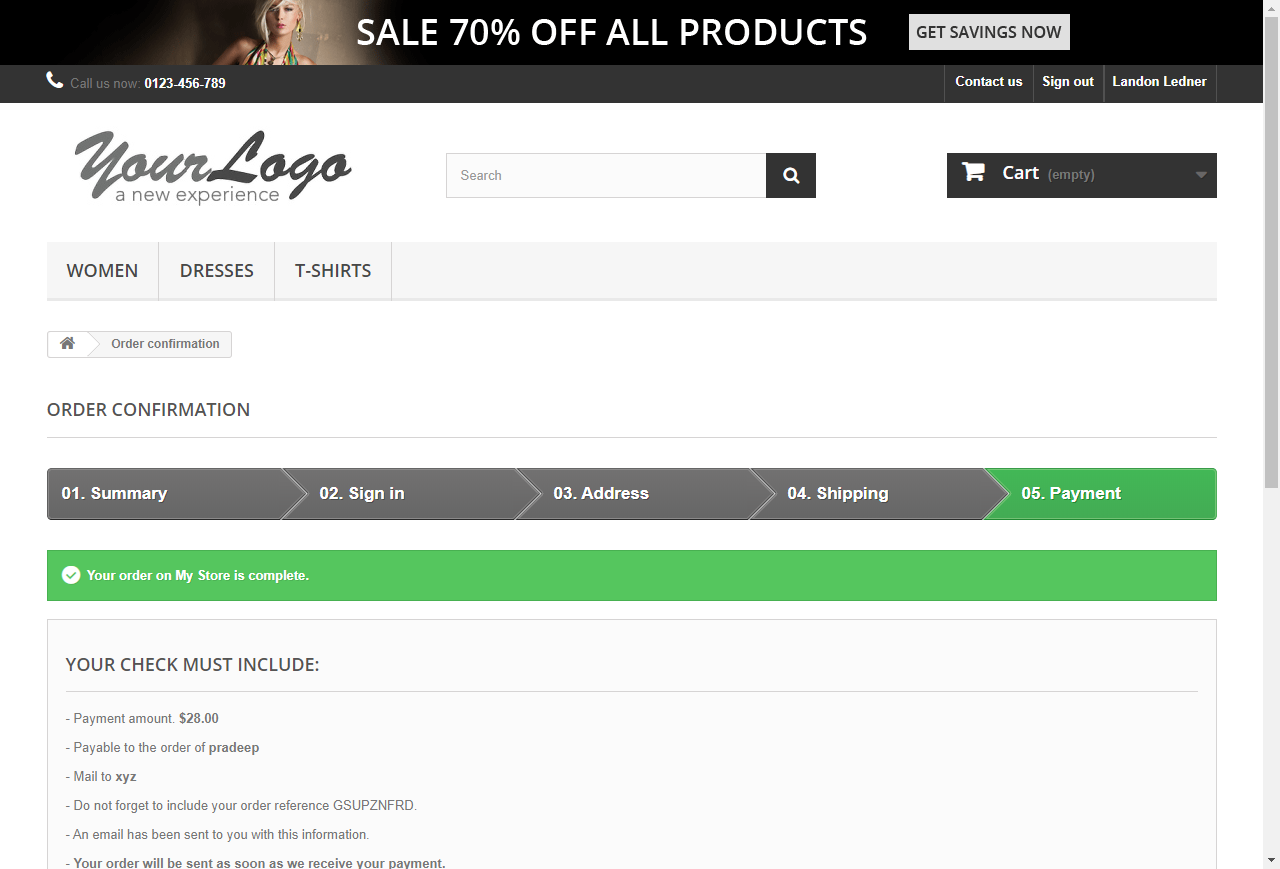 SALE 70% OFF ALL PRODUCTS GET SAVINGS NOW
Call us now: 0123-456-789 Contact us Sign out Landon Ledner
YourLogo
a new experience
Search
Cart (empty)
WOMEN DRESSES T-SHIRTS
Order confirmation
ORDER CONFIRMATION
01. Summary 02. Sign in 03. Address 04. Shipping 05. Payment
Your order on My Store is complete.
YOUR CHECK MUST INCLUDE:
- Payment amount. $28.00
- Payable to the order of pradeep
- Mail to xyz
- Do not forget to include your order reference GSUPZNFRD.
- An email has been sent to you with this information.
- Your order will be sent as soon as we receive your payment.